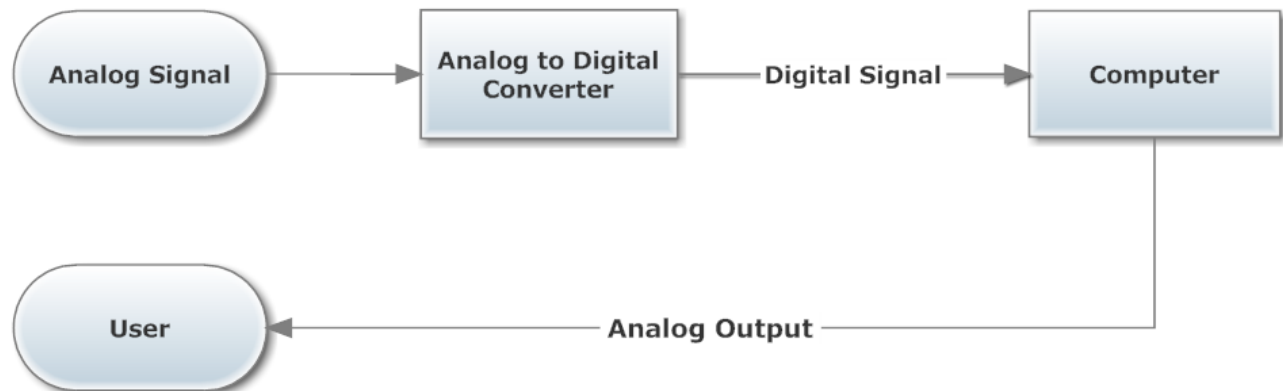 Analog Signal
Analog to Digital
Converter
Digital Signal
Computer
User
Analog Output